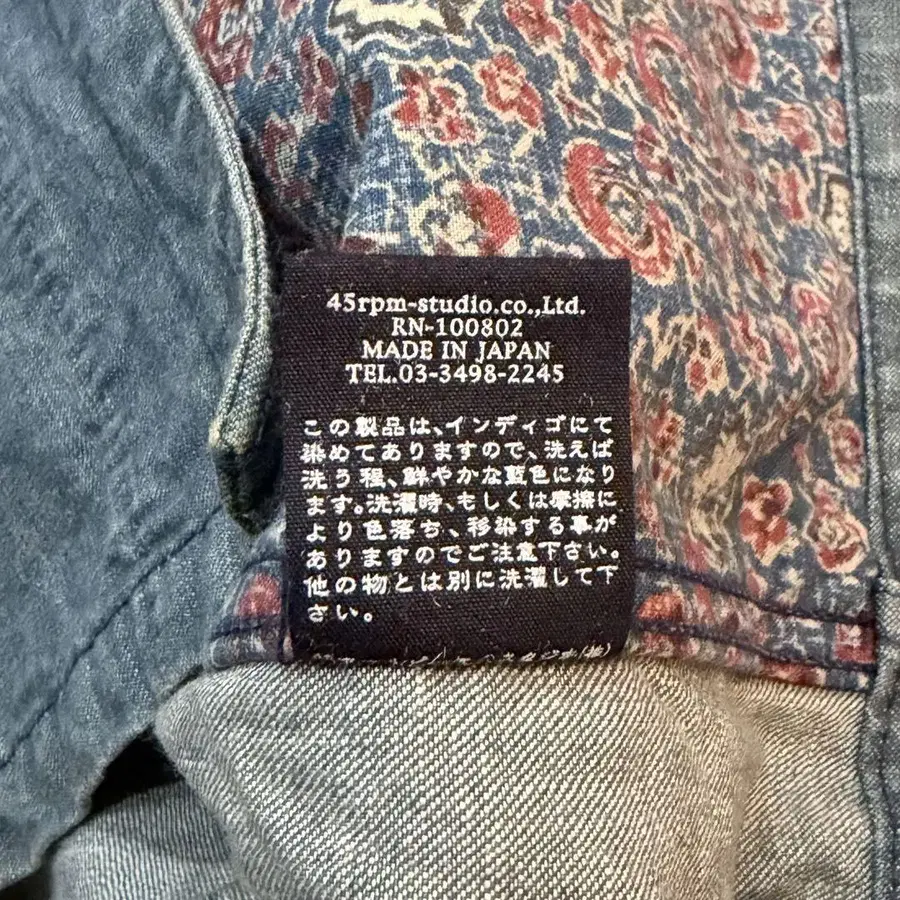 45rpm-studio.co.,Ltd.
RN-100802
MADE IN JAPAN
TEL.03-3498-2245
この製品は、インディゴにて
染めてありますので、洗えば
洗う程、鮮やかな藍色になり
ます。洗濯時、もしくは摩擦に
より色落ち、移染する事が
ありますのでご注意下さい。
他の物とは別に洗濯して下
さい。